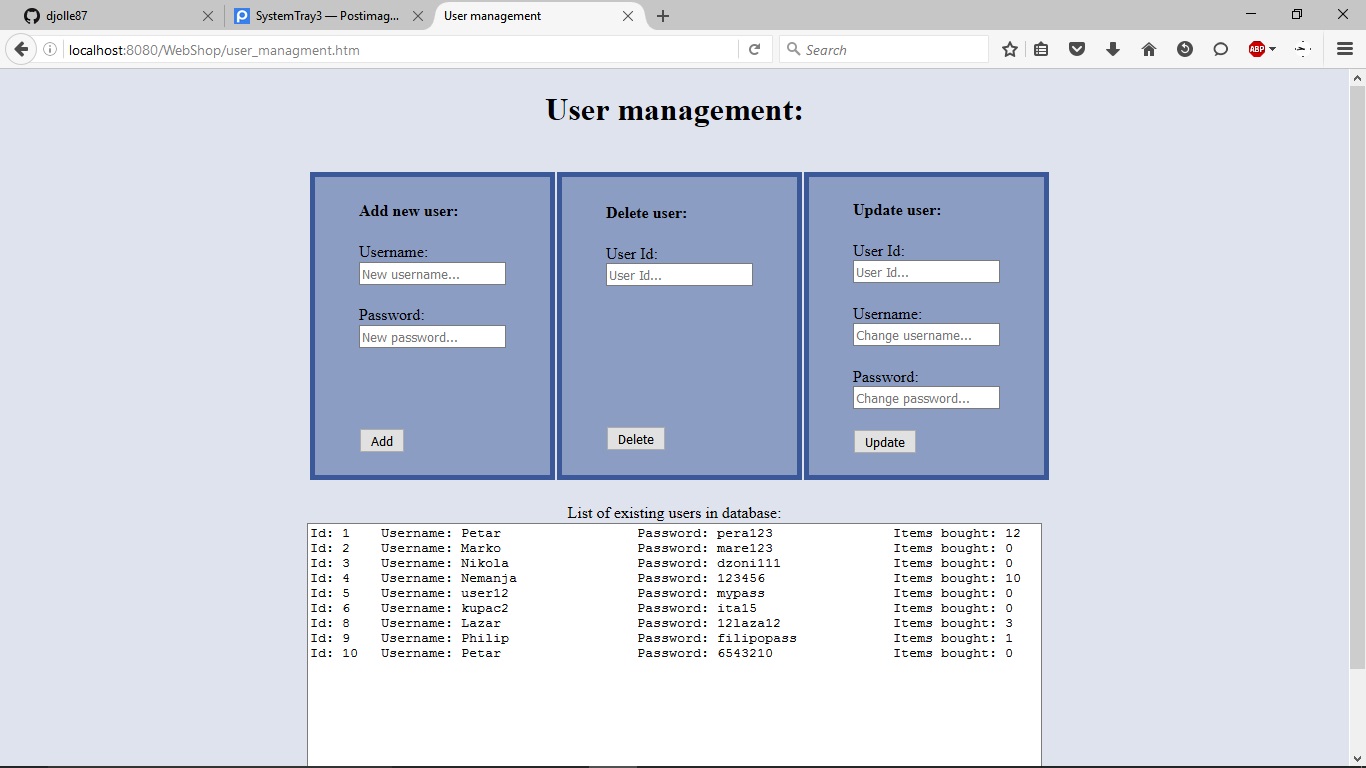 djolle87
SystemTray3 — Postimag...
User management
localhost:8080/WebShop/user_managment.htm
Search
ABP
User management:
Add new user:
Username:
New username...
Password:
New password...
Add
Delete user:
User Id:
User Id...
Delete
Update user:
User Id:
User Id...
Username:
Change username...
Password:
Change password...
Update
List of existing users in database:
Id: 1 Username: Petar Password: pera123 Items bought: 12
Id: 2 Username: Marko Password: mare123 Items bought: 0
Id: 3 Username: Nikola Password: dzoni111 Items bought: 0
Id: 4 Username: Nemanja Password: 123456 Items bought: 10
Id: 5 Username: user12 Password: mypass Items bought: 0
Id: 6 Username: kupac2 Password: ita15 Items bought: 0
Id: 8 Username: Lazar Password: 12laza12 Items bought: 3
Id: 9 Username: Philip Password: filipopass Items bought: 1
Id: 10 Username: Petar Password: 6543210 Items bought: 0